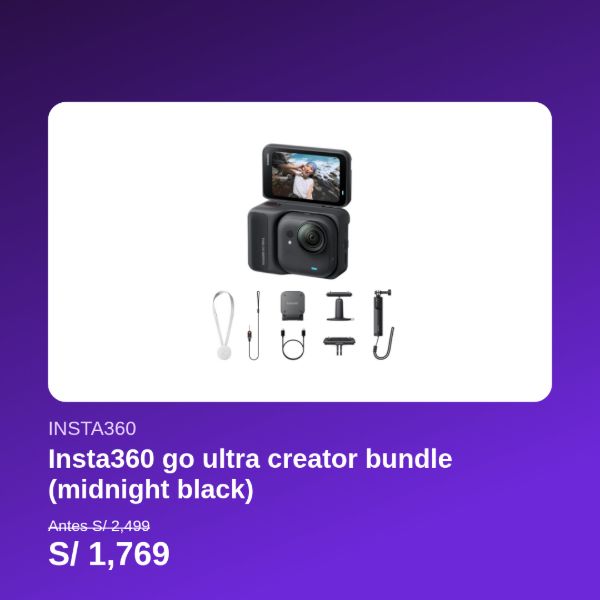 INSTA360
Insta360 go ultra creator bundle
(midnight black)
Antes S/ 2,499
S/ 1,769